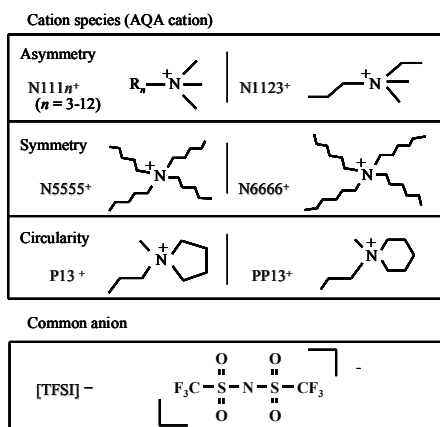 Cation species (AQA cation)
Asymmetry
N111n⁺
(n = 3-12)
Rₙ N +
N1123⁺
N +
Symmetry
N5555⁺
N +
N6666⁺
N +
Circularity
P13 ⁺
N +
PP13⁺
N +
Common anion
[TFSI] −
O O
F₃C S N S CF₃
O O
-